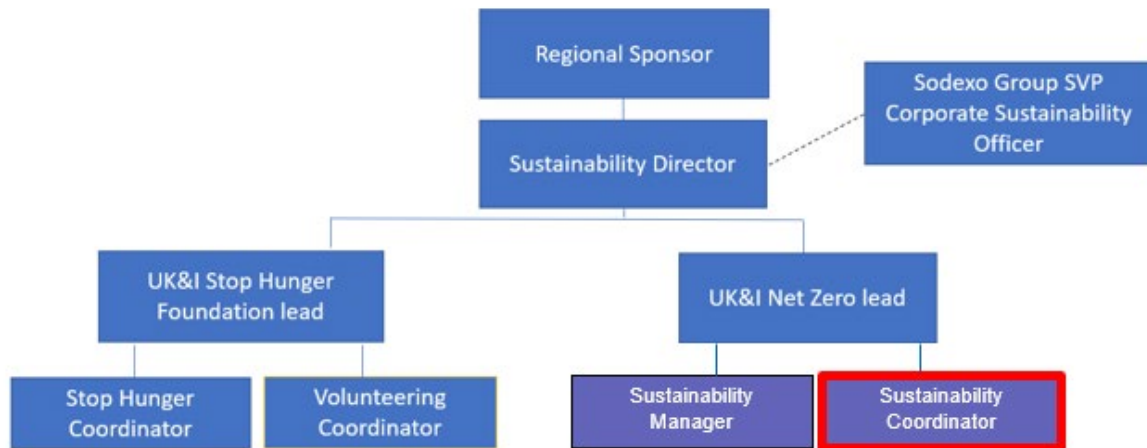 Regional Sponsor
Sodexo Group SVP
Corporate Sustainability
Officer
Sustainability Director
UK&I Stop Hunger
Foundation lead
UK&I Net Zero lead
Stop Hunger
Coordinator
Volunteering
Coordinator
Sustainability
Manager
Sustainability
Coordinator